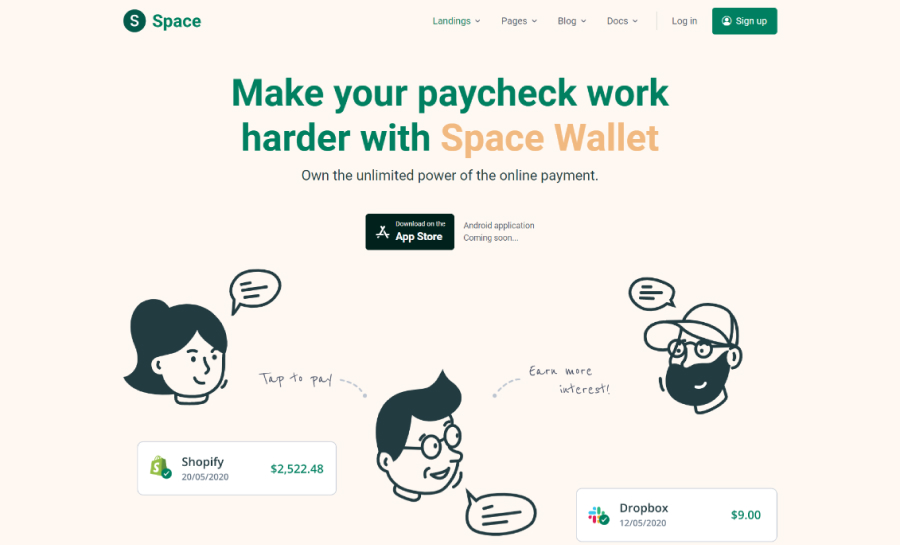 S Space
Landings Pages Blog Docs Log in Sign up
Make your paycheck work
harder with Space Wallet
Own the unlimited power of the online payment.
Download on the
App Store
Android application
Coming soon...
Tap to pay
Earn more
interest!
Shopify
20/05/2020
$2,522.48
Dropbox
12/05/2020
$9.00